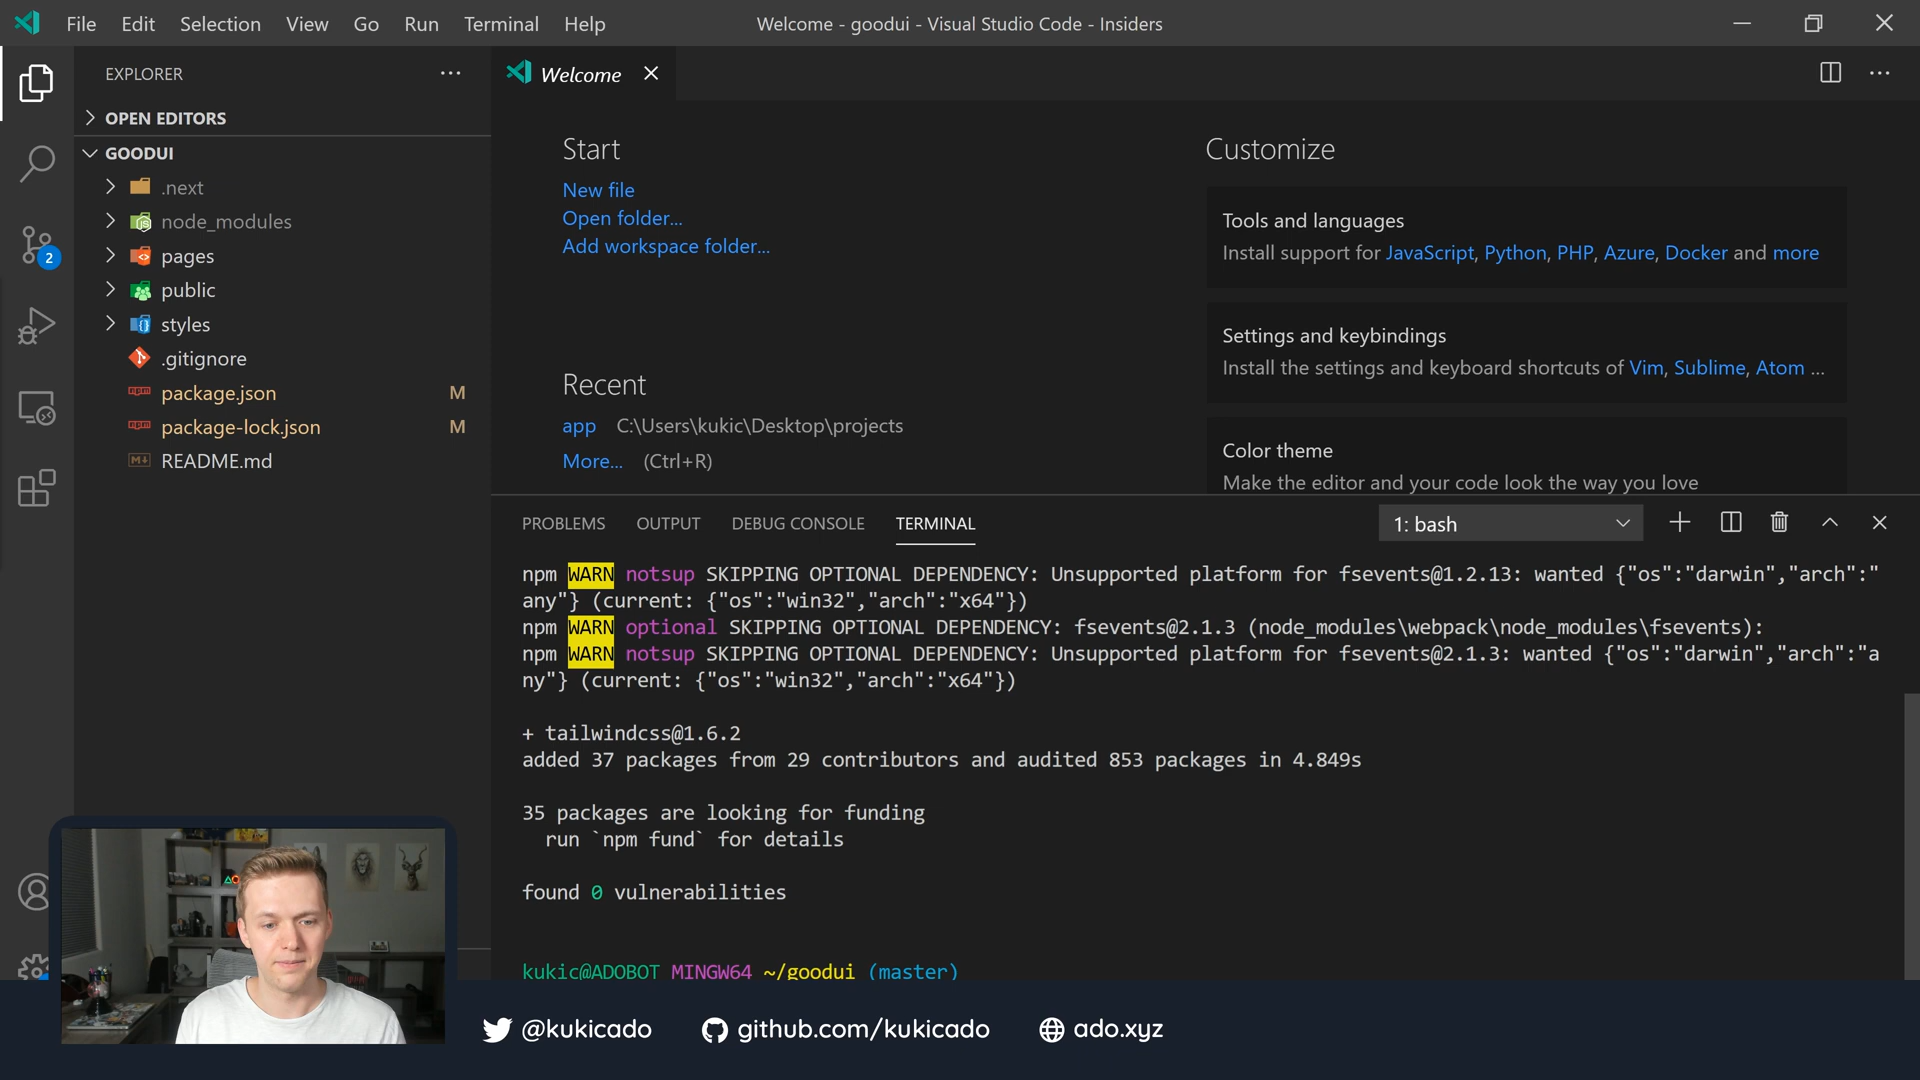 File Edit Selection View Go Run Terminal Help
Welcome - goodui - Visual Studio Code - Insiders
EXPLORER
OPEN EDITORS
GOODUI
.next
node_modules
pages
public
styles
.gitignore
package.json M
package-lock.json M
README.md
2
Welcome
Start
New file
Open folder...
Add workspace folder...
Recent
app C:\Users\kukic\Desktop\projects
More... (Ctrl+R)
Customize
Tools and languages
Install support for JavaScript, Python, PHP, Azure, Docker and more
Settings and keybindings
Install the settings and keyboard shortcuts of Vim, Sublime, Atom ...
Color theme
Make the editor and your code look the way you love
PROBLEMS OUTPUT DEBUG CONSOLE TERMINAL
1: bash
npm WARN notsup SKIPPING OPTIONAL DEPENDENCY: Unsupported platform for fsevents@1.2.13: wanted {"os":"darwin","arch":"
any"} (current: {"os":"win32","arch":"x64"})
npm WARN optional SKIPPING OPTIONAL DEPENDENCY: fsevents@2.1.3 (node_modules\webpack\node_modules\fsevents):
npm WARN notsup SKIPPING OPTIONAL DEPENDENCY: Unsupported platform for fsevents@2.1.3: wanted {"os":"darwin","arch":"a
ny"} (current: {"os":"win32","arch":"x64"})
+ tailwindcss@1.6.2
added 37 packages from 29 contributors and audited 853 packages in 4.849s
35 packages are looking for funding
run `npm fund` for details
found 0 vulnerabilities
kukic@ADOBOT MINGW64 ~/goodui (master)
@kukicado
github.com/kukicado
ado.xyz